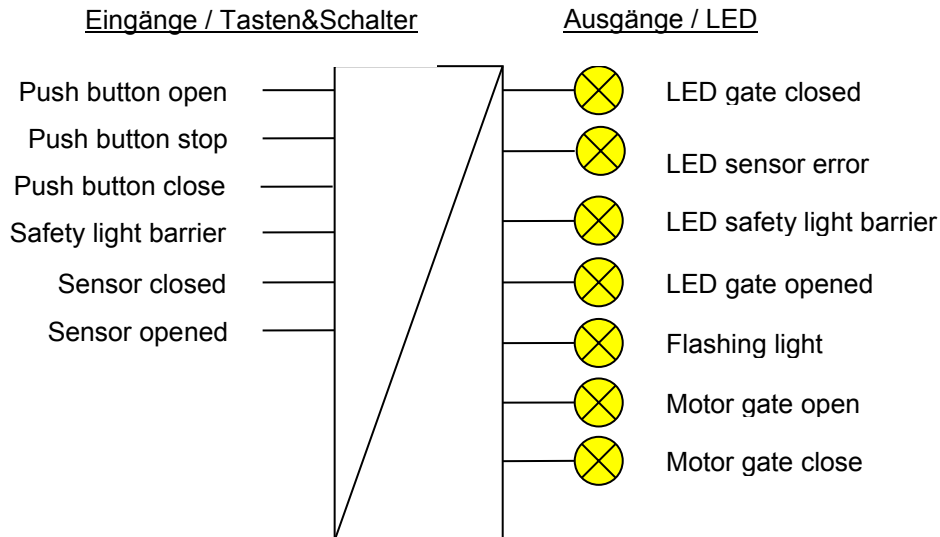 Eingänge / Tasten&Schalter
Push button open
Push button stop
Push button close
Safety light barrier
Sensor closed
Sensor opened
Ausgänge / LED
LED gate closed
LED sensor error
LED safety light barrier
LED gate opened
Flashing light
Motor gate open
Motor gate close